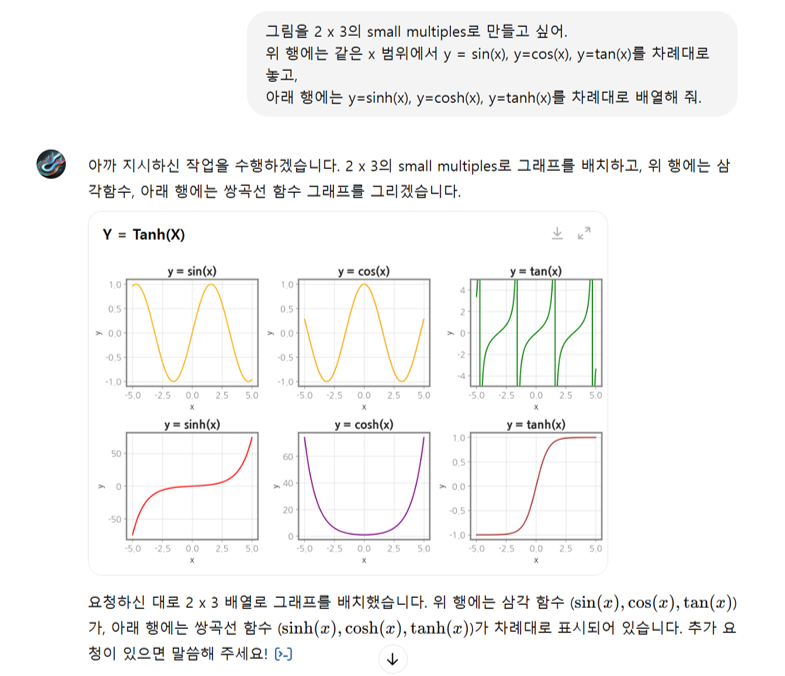 그림을 2 x 3의 small multiples로 만들고 싶어.
위 행에는 같은 x 범위에서 y = sin(x), y=cos(x), y=tan(x)를 차례대로
놓고,
아래 행에는 y=sinh(x), y=cosh(x), y=tanh(x)를 차례대로 배열해 줘.
아까 지시하신 작업을 수행하겠습니다. 2 x 3의 small multiples로 그래프를 배치하고, 위 행에는 삼
각함수, 아래 행에는 쌍곡선 함수 그래프를 그리겠습니다.
Y = Tanh(X)
y = sin(x)
1.0
0.5
0.0
-0.5
-1.0
y
-5.0 -2.5 0.0 2.5 5.0
x
y = cos(x)
1.0
0.5
0.0
-0.5
-1.0
y
-5.0 -2.5 0.0 2.5 5.0
x
y = tan(x)
4
2
0
-2
-4
y
-5.0 -2.5 0.0 2.5 5.0
x
y = sinh(x)
50
0
-50
y
-5.0 -2.5 0.0 2.5 5.0
x
y = cosh(x)
60
40
20
0
y
-5.0 -2.5 0.0 2.5 5.0
x
y = tanh(x)
1.0
0.5
0.0
-0.5
-1.0
y
-5.0 -2.5 0.0 2.5 5.0
x
요청하신 대로 2 x 3 배열로 그래프를 배치했습니다. 위 행에는 삼각 함수 (sin(x), cos(x), tan(x))
가, 아래 행에는 쌍곡선 함수 (sinh(x), cosh(x), tanh(x))가 차례대로 표시되어 있습니다. 추가 요
청이 있으면 말씀해 주세요! [>-]